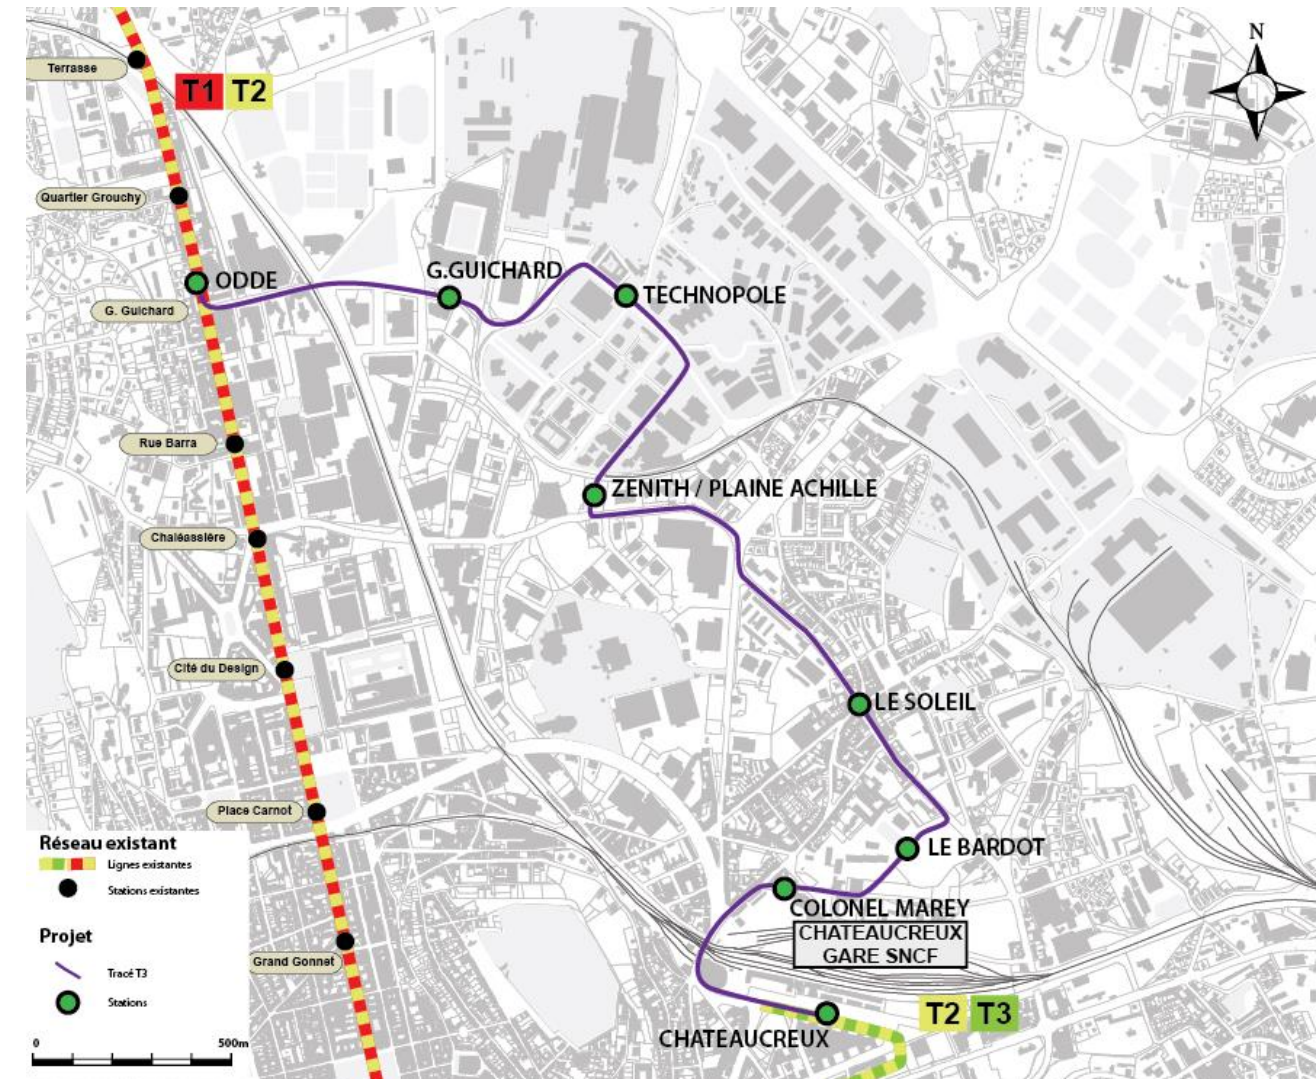 N
Terrasse
T1 T2
Quartier Grouchy
ODDE
G.GUICHARD
TECHNOPOLE
G. Guichard
Rue Barra
ZENITH / PLAINE ACHILLE
Chaléassière
Cité du Design
LE SOLEIL
Place Carnot
LE BARDOT
COLONEL MAREY
CHATEAUCREUX
GARE SNCF
Grand Gonnet
T2 T3
CHATEAUCREUX
Réseau existant
Lignes existantes
Stations existantes
Projet
Tracé T3
Stations
0 500m